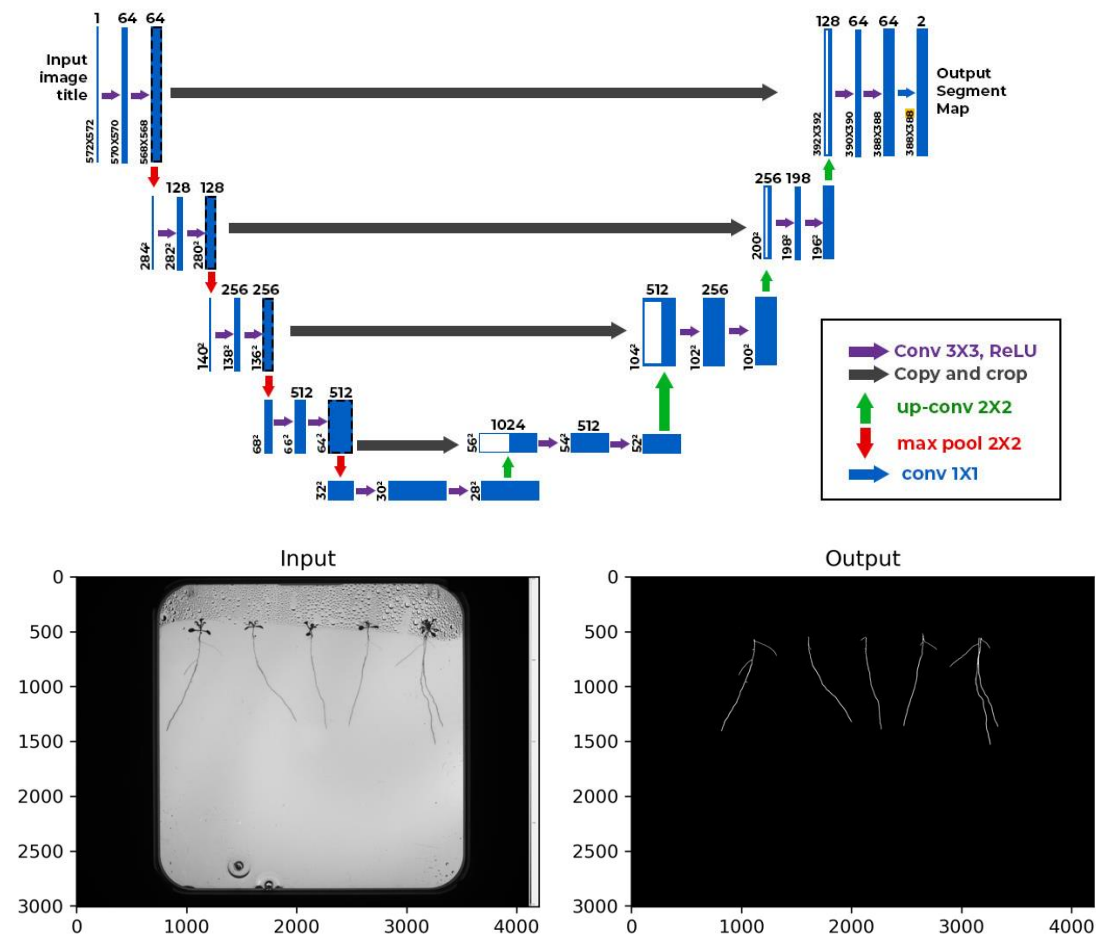 1 64 64
128 64 64 2
Input
image
title
Output
Segment
Map
572X572
570X570
568X568
392X392
390X390
388X388
388X388
128 128
256 198
284²
282²
280²
200²
198²
196²
256 256
512 256
140²
138²
136²
104²
102²
100²
512 512
1024 512
68²
66²
64²
56²
54²
52²
32²
30²
28²
Conv 3X3, ReLU
Copy and crop
up-conv 2X2
max pool 2X2
conv 1X1
Input
0
500
1000
1500
2000
2500
3000
0 1000 2000 3000 4000
Output
0
500
1000
1500
2000
2500
3000
0 1000 2000 3000 4000